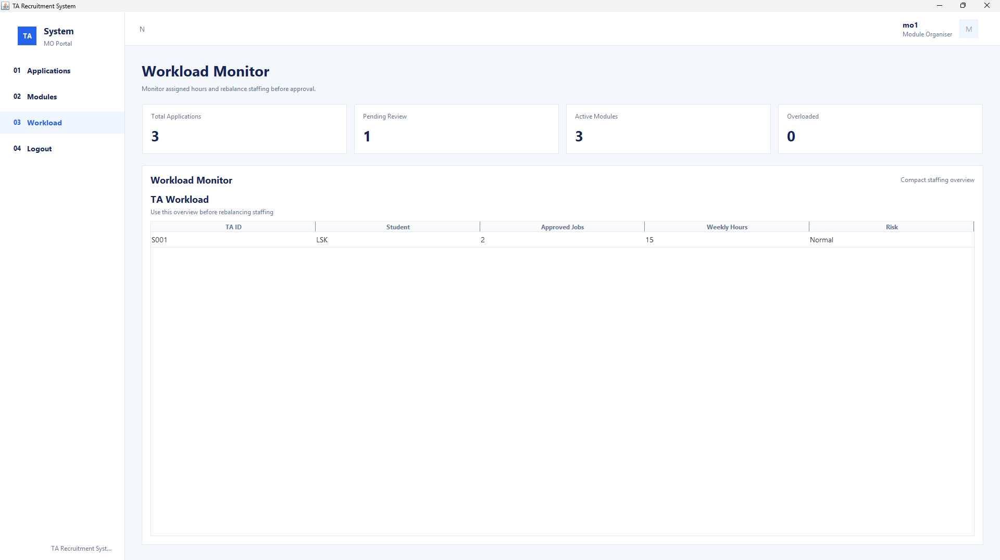 TA Recruitment System
TA
System
MO Portal
01 Applications
02 Modules
03 Workload
04 Logout
TA Recruitment Syst...
N
mo1
Module Organiser
M
Workload Monitor
Monitor assigned hours and rebalance staffing before approval.
Total Applications
3
Pending Review
1
Active Modules
3
Overloaded
0
Workload Monitor
Compact staffing overview
TA Workload
Use this overview before rebalancing staffing
TA ID Student Approved Jobs Weekly Hours Risk
S001 LSK 2 15 Normal